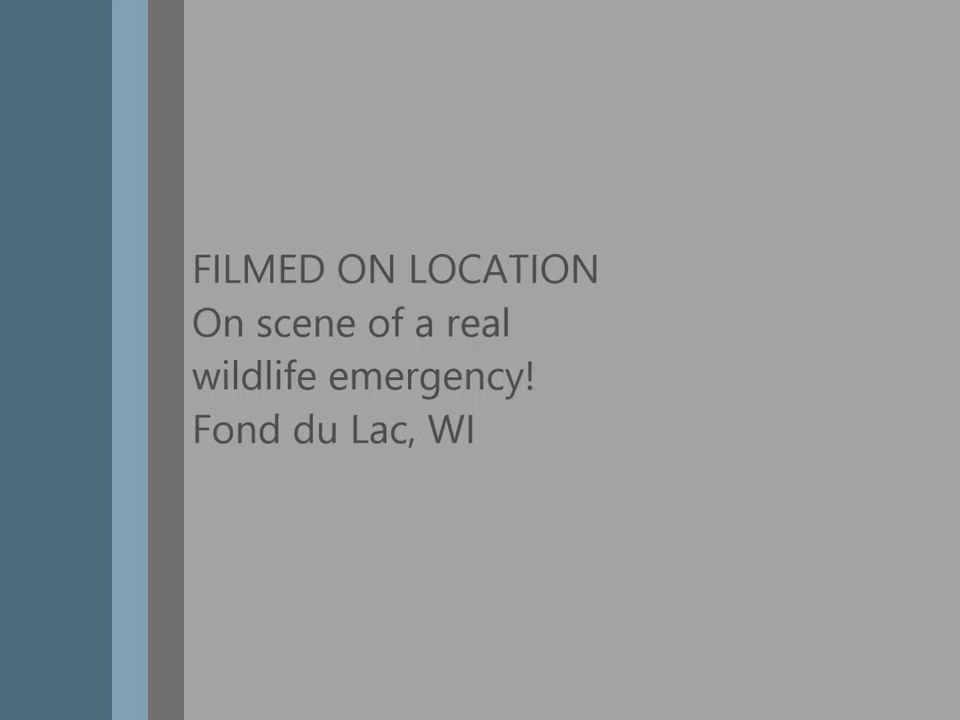 FILMED ON LOCATION
On scene of a real
wildlife emergency!
Fond du Lac, WI